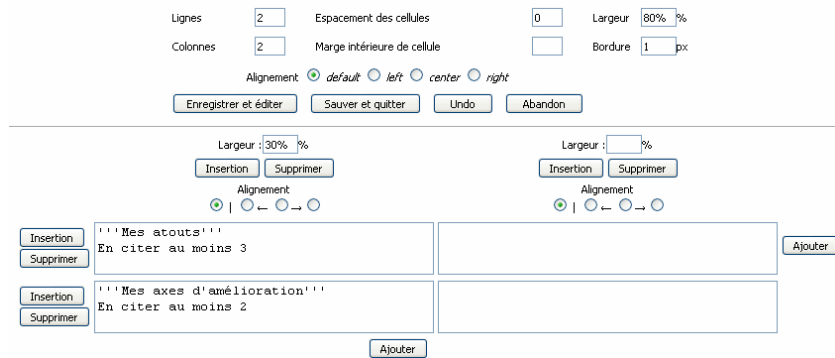 Lignes 2 Espacement des cellules 0 Largeur 80% %
Colonnes 2 Marge intérieure de cellule Bordure 1 px
Alignement default left center right
Enregistrer et éditer Sauver et quitter Undo Abandon
Largeur : 30% % Largeur : %
Insertion Supprimer Insertion Supprimer
Alignement Alignement
| ← → | ← →
Insertion '''Mes atouts'''
Supprimer En citer au moins 3
Ajouter
Insertion '''Mes axes d'amélioration'''
Supprimer En citer au moins 2
Ajouter